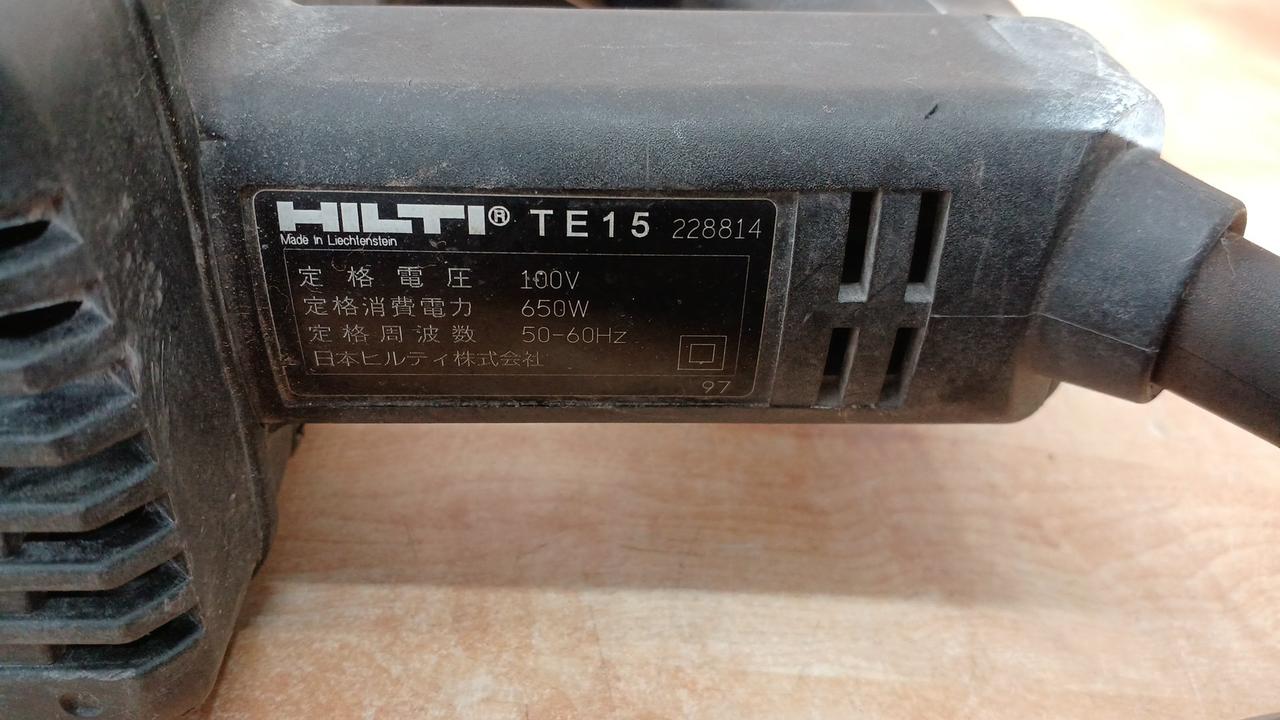 HILTI® TE15 228814
Made in Liechtenstein
定格電圧 100V
定格消費電力 650W
定格周波数 50-60Hz
日本ヒルティ株式会社
97